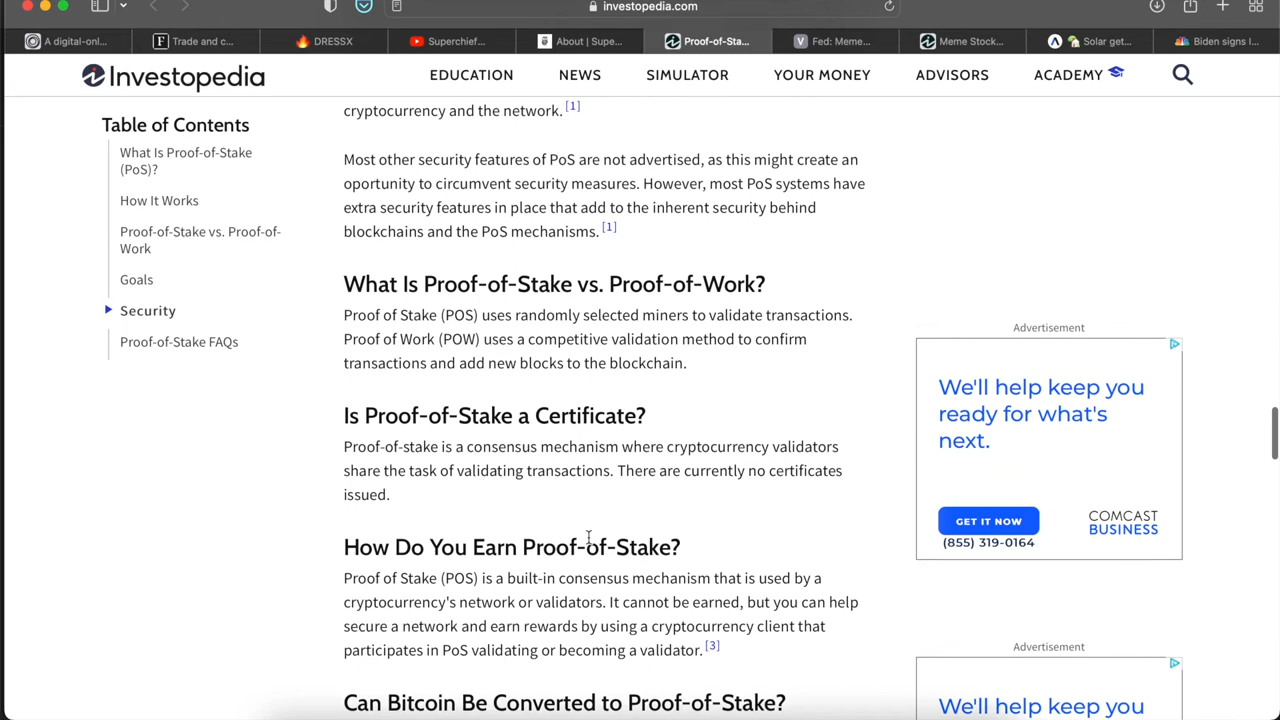 investopedia.com
A digital-onl...
Trade and c...
DRESSX
Superchief...
About | Supe...
Proof-of-Sta...
Fed: Meme...
Meme Stock...
Solar get...
Biden signs l...
Investopedia
EDUCATION
NEWS
SIMULATOR
YOUR MONEY
ADVISORS
ACADEMY
Table of Contents
What Is Proof-of-Stake
(PoS)?
How It Works
Proof-of-Stake vs. Proof-of-
Work
Goals
Security
Proof-of-Stake FAQs
cryptocurrency and the network. [1]
Most other security features of PoS are not advertised, as this might create an
oportunity to circumvent security measures. However, most PoS systems have
extra security features in place that add to the inherent security behind
blockchains and the PoS mechanisms. [1]
What Is Proof-of-Stake vs. Proof-of-Work?
Proof of Stake (POS) uses randomly selected miners to validate transactions.
Proof of Work (POW) uses a competitive validation method to confirm
transactions and add new blocks to the blockchain.
Is Proof-of-Stake a Certificate?
Proof-of-stake is a consensus mechanism where cryptocurrency validators
share the task of validating transactions. There are currently no certificates
issued.
How Do You Earn Proof-of-Stake?
Proof of Stake (POS) is a built-in consensus mechanism that is used by a
cryptocurrency's network or validators. It cannot be earned, but you can help
secure a network and earn rewards by using a cryptocurrency client that
participates in PoS validating or becoming a validator. [3]
Can Bitcoin Be Converted to Proof-of-Stake?
Advertisement
We'll help keep you
ready for what's
next.
GET IT NOW
(855) 319-0164
COMCAST
BUSINESS
Advertisement
We'll help keep you